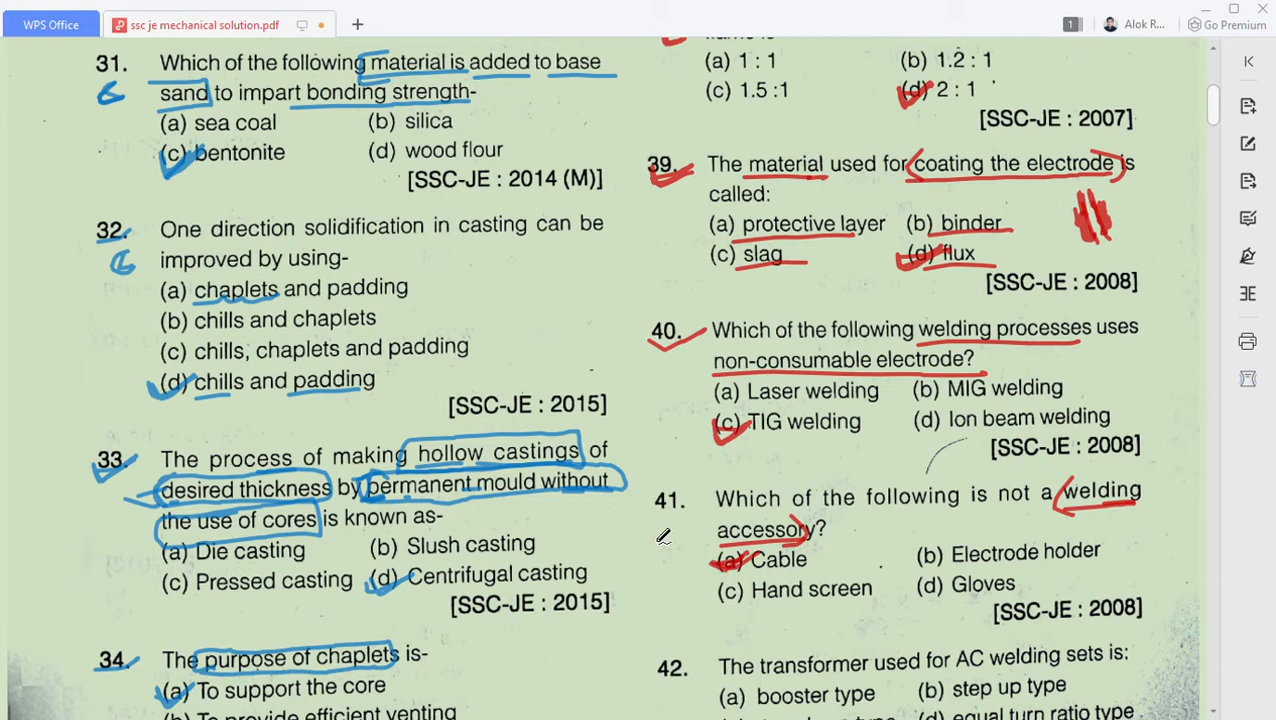 WPS Office
ssc je mechanical solution.pdf
1
Alok R...
Go Premium
31. Which of the following material is added to base
sand to impart bonding strength-
(a) sea coal (b) silica
(c) bentonite (d) wood flour
[SSC-JE : 2014 (M)]
32. One direction solidification in casting can be
improved by using-
(a) chaplets and padding
(b) chills and chaplets
(c) chills, chaplets and padding
(d) chills and padding
[SSC-JE : 2015]
33. The process of making hollow castings of
desired thickness by permanent mould without
the use of cores is known as-
(a) Die casting (b) Slush casting
(c) Pressed casting (d) Centrifugal casting
[SSC-JE : 2015]
34. The purpose of chaplets is-
(a) To support the core
(b) To provide efficient venting
(a) 1 : 1 (b) 1.2 : 1
(c) 1.5 :1 (d) 2 : 1
[SSC-JE : 2007]
39. The material used for coating the electrode is
called:
(a) protective layer (b) binder
(c) slag (d) flux
[SSC-JE : 2008]
40. Which of the following welding processes uses
non-consumable electrode?
(a) Laser welding (b) MIG welding
(c) TIG welding (d) Ion beam welding
[SSC-JE : 2008]
41. Which of the following is not a welding
accessory?
(a) Cable (b) Electrode holder
(c) Hand screen (d) Gloves
[SSC-JE : 2008]
42. The transformer used for AC welding sets is:
(a) booster type (b) step up type
(d) equal turn ratio type